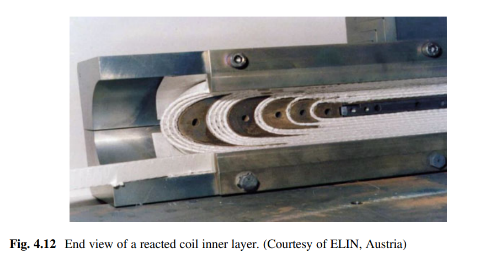 Fig. 4.12 End view of a reacted coil inner layer. (Courtesy of ELIN, Austria)